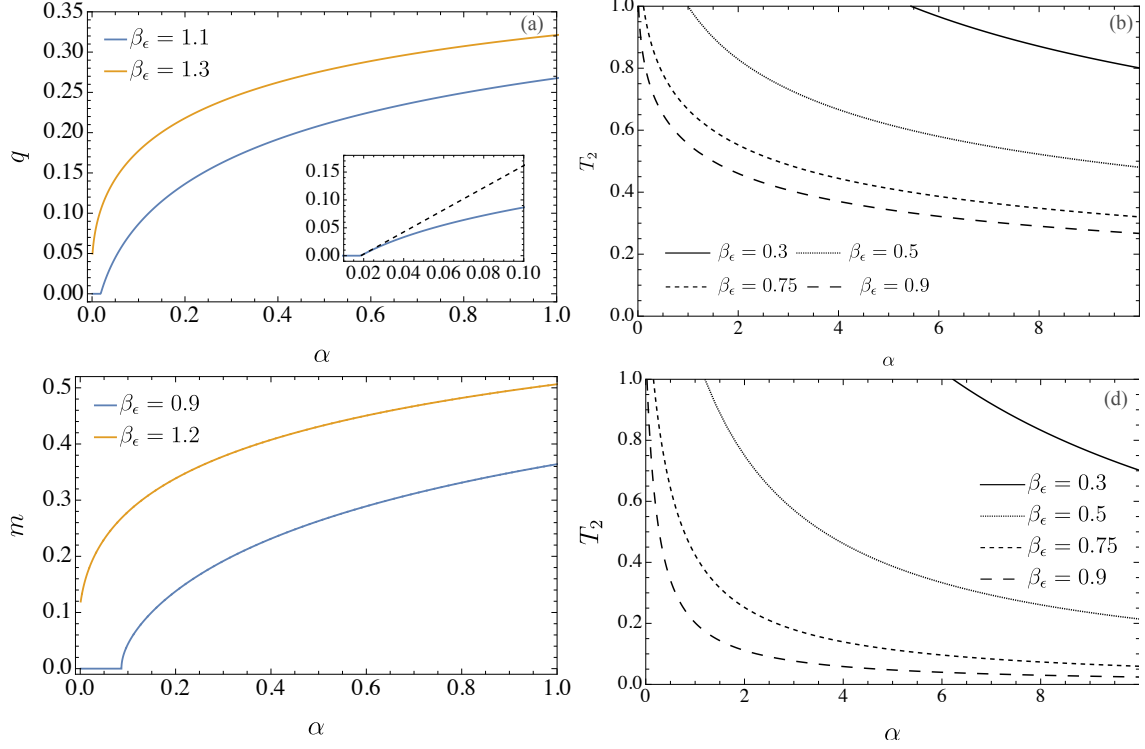 (a)
0.35
0.30
0.25
0.20
0.15
0.10
0.05
0.00
q
β_ϵ = 1.1
β_ϵ = 1.3
0.15
0.10
0.05
0.00
0.02 0.04 0.06 0.08 0.10
0.0 0.2 0.4 0.6 0.8 1.0
α
(b)
1.0
0.8
0.6
0.4
0.2
0.0
T_2
β_ϵ = 0.3 β_ϵ = 0.5
β_ϵ = 0.75 β_ϵ = 0.9
0 2 4 6 8
α
0.5
0.4
0.3
0.2
0.1
0.0
m
β_ϵ = 0.9
β_ϵ = 1.2
0.0 0.2 0.4 0.6 0.8 1.0
α
(d)
1.0
0.8
0.6
0.4
0.2
0.0
T_2
β_ϵ = 0.3
β_ϵ = 0.5
β_ϵ = 0.75
β_ϵ = 0.9
0 2 4 6 8
α